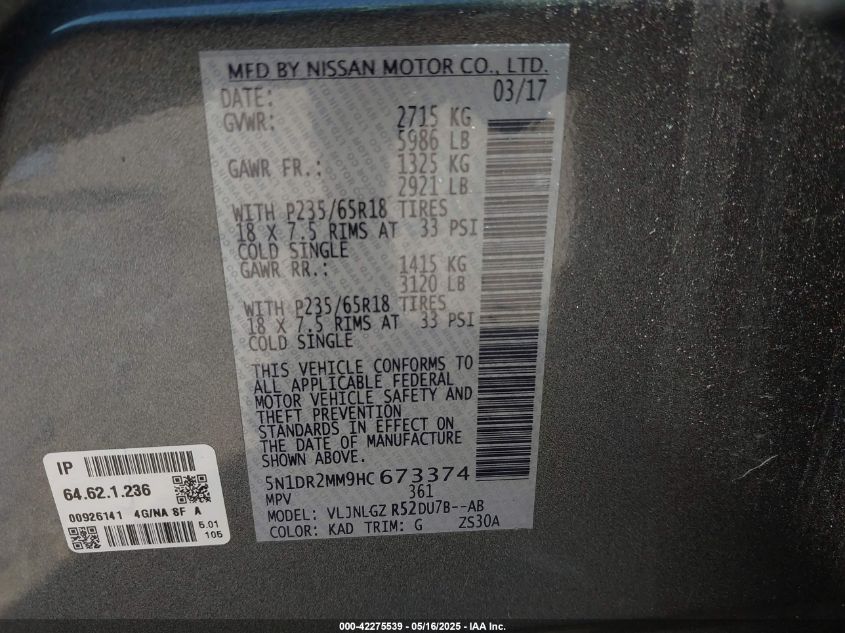 MFD BY NISSAN MOTOR CO., LTD.
DATE: 03/17
GVWR: 2715 KG
5986 LB
GAWR FR.: 1325 KG
2921 LB
WITH P235/65R18 TIRES
18 X 7.5 RIMS AT 33 PSI
COLD SINGLE
GAWR RR.: 1415 KG
3120 LB
WITH P235/65R18 TIRES
18 X 7.5 RIMS AT 33 PSI
COLD SINGLE
THIS VEHICLE CONFORMS TO
ALL APPLICABLE FEDERAL
MOTOR VEHICLE SAFETY AND
THEFT PREVENTION
STANDARDS IN EFFECT ON
THE DATE OF MANUFACTURE
SHOWN ABOVE.
5N1DR2MM9HC 673374
MPV 361
MODEL: VLJNLGZ R52DU7B--AB
COLOR: KAD TRIM: G ZS30A
IP
64.62.1.236
00926141 4G/NA 8F A
5.01
105
000-42275539 - 05/16/2025 - IAA Inc.